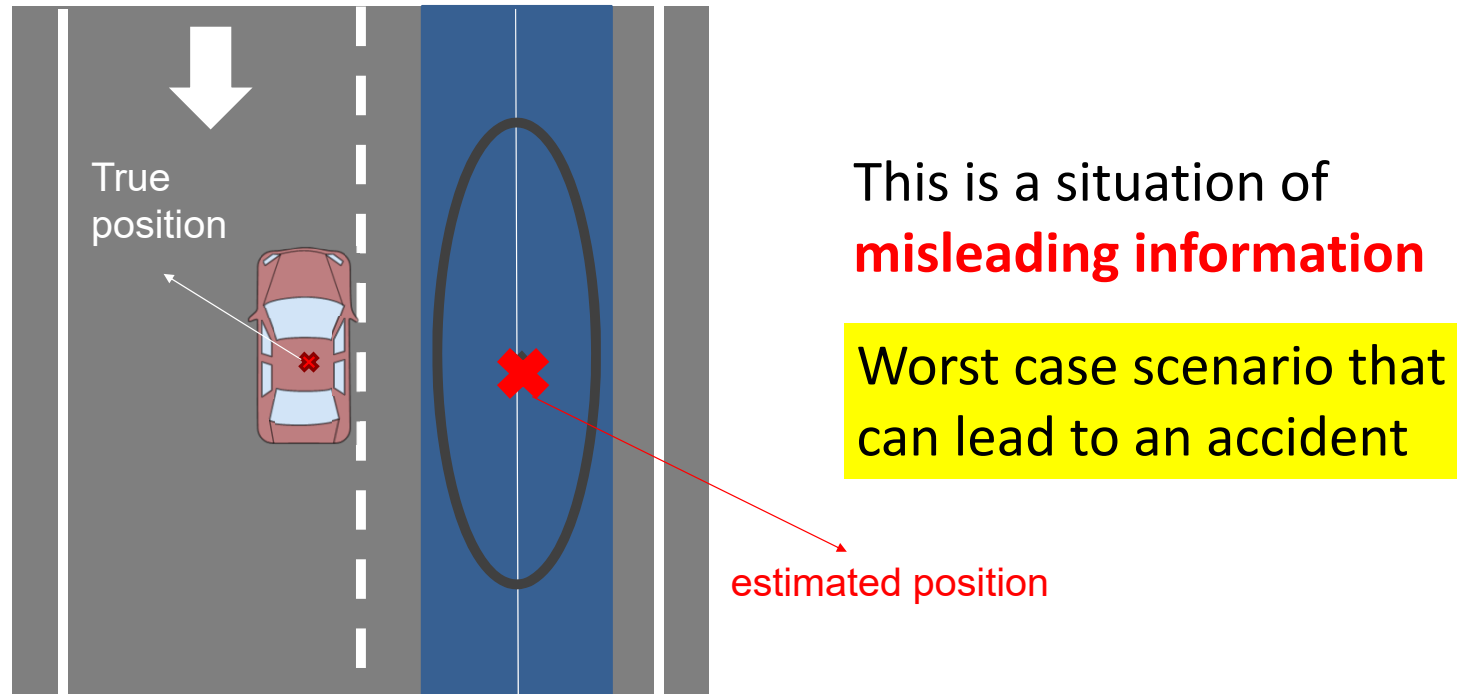 True
position
This is a situation of
misleading information
Worst case scenario that
can lead to an accident
estimated position